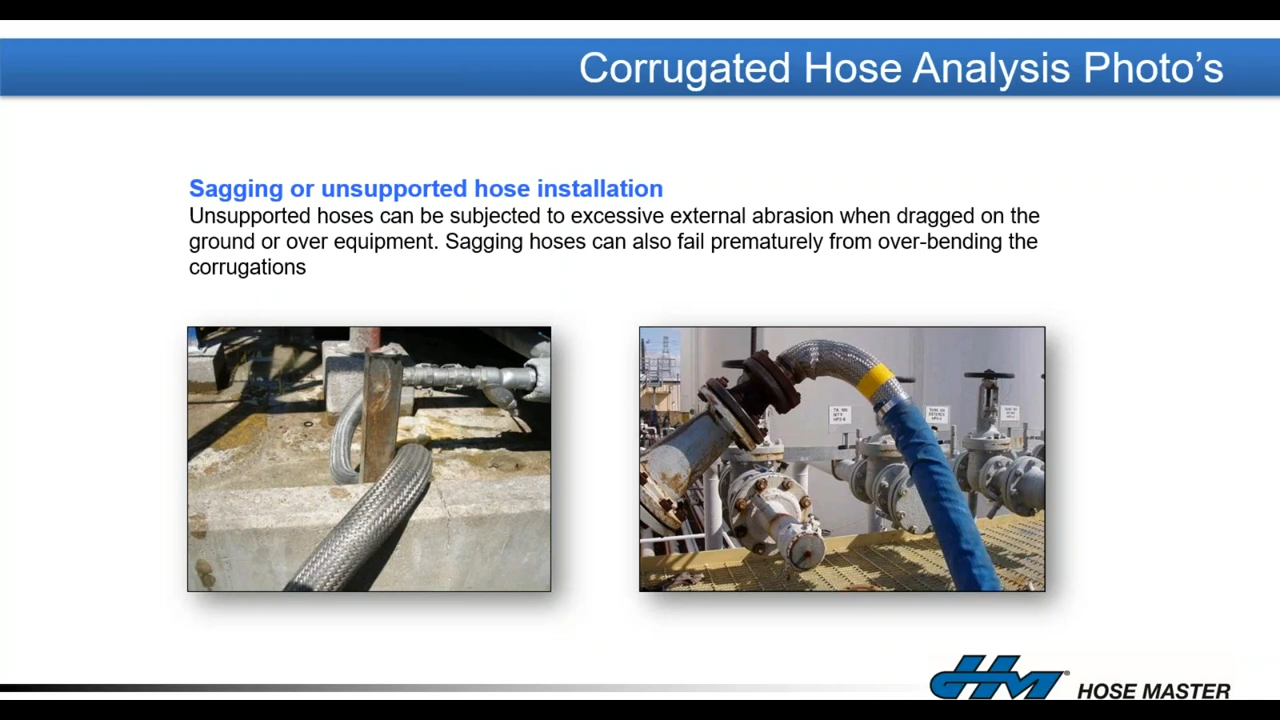 Corrugated Hose Analysis Photo's
Sagging or unsupported hose installation
Unsupported hoses can be subjected to excessive external abrasion when dragged on the
ground or over equipment. Sagging hoses can also fail prematurely from over-bending the
corrugations
HM® HOSE MASTER